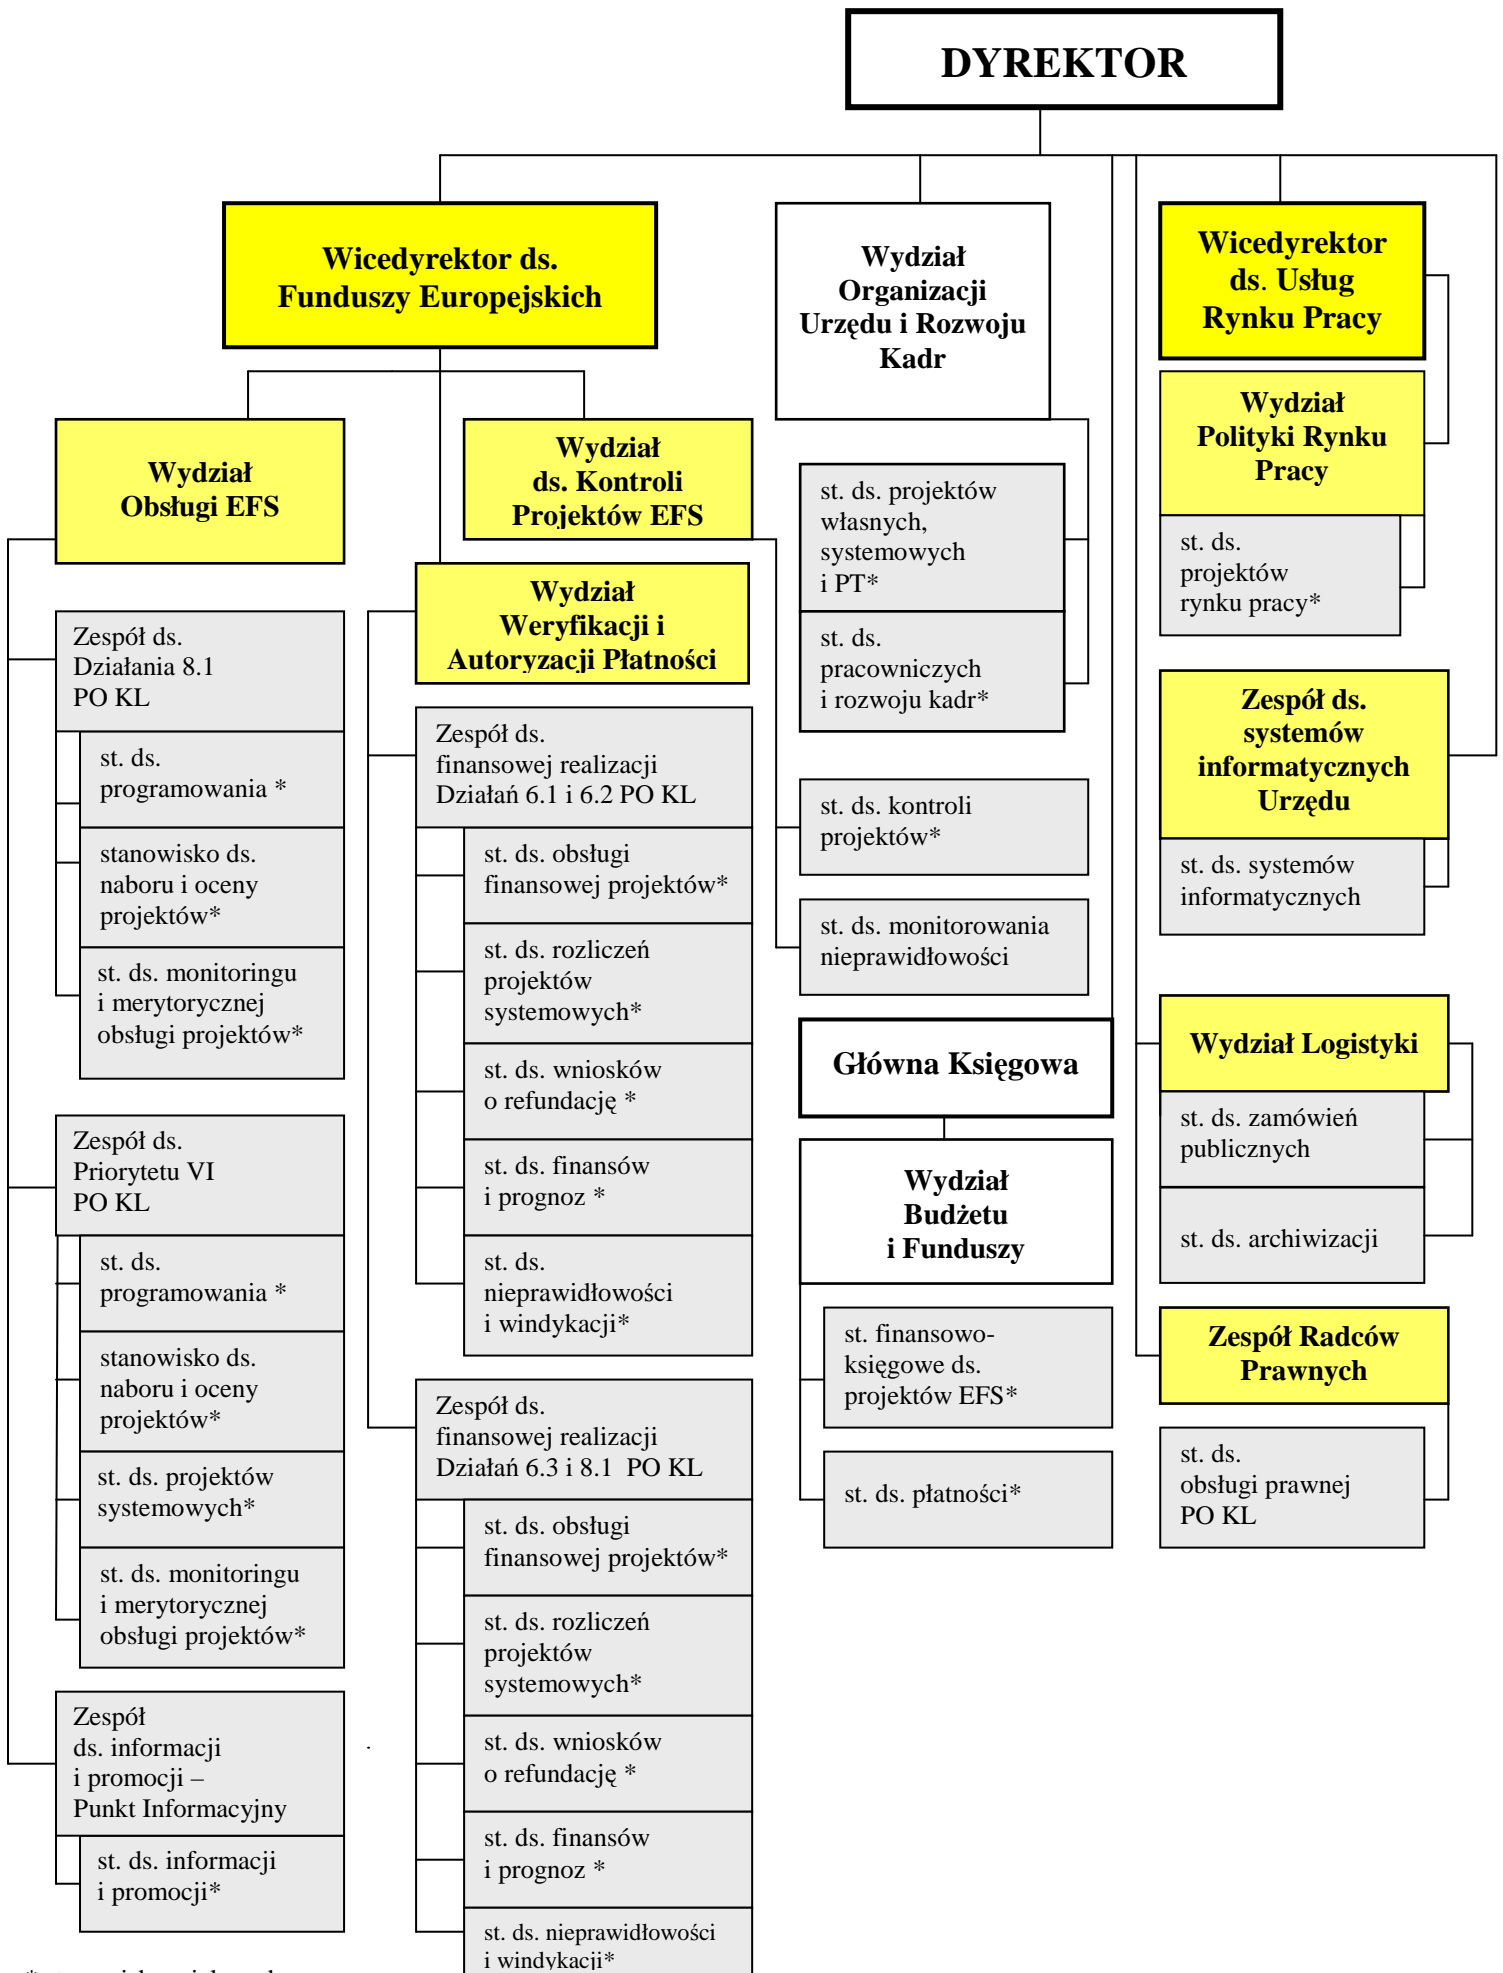 DYREKTOR
Wicedyrektor ds.
Funduszy Europejskich
Wydział
Organizacji
Urzędu i Rozwoju
Kadr
Wicedyrektor
ds. Usług
Rynku Pracy
Wydział
Obsługi EFS
Wydział
ds. Kontroli
Projektów EFS
Wydział
Weryfikacji i
Autoryzacji Płatności
Zespół ds.
Działania 8.1
PO KL
st. ds.
programowania *
stanowisko ds.
naboru i oceny
projektów*
st. ds. monitoringu
i merytorycznej
obsługi projektów*
Zespół ds.
Priorytetu VI
PO KL
st. ds.
programowania *
stanowisko ds.
naboru i oceny
projektów*
st. ds. projektów
systemowych*
st. ds. monitoringu
i merytorycznej
obsługi projektów*
Zespół
ds. informacji
i promocji –
Punkt Informacyjny
st. ds. informacji
i promocji*
Zespół ds.
finansowej realizacji
Działań 6.1 i 6.2 PO KL
st. ds. obsługi
finansowej projektów*
st. ds. rozliczeń
projektów
systemowych*
st. ds. wniosków
o refundację *
st. ds. finansów
i prognoz *
st. ds.
nieprawidłowości
i windykacji*
Zespół ds.
finansowej realizacji
Działań 6.3 i 8.1 PO KL
st. ds. obsługi
finansowej projektów*
st. ds. rozliczeń
projektów
systemowych*
st. ds. wniosków
o refundację *
st. ds. finansów
i prognoz *
st. ds. nieprawidłowości
i windykacji*
st. ds. projektów
własnych,
systemowych
i PT*
st. ds.
pracowniczych
i rozwoju kadr*
st. ds. kontroli
projektów*
st. ds. monitorowania
nieprawidłowości
Główna Księgowa
Wydział
Budżetu
i Funduszy
st. finansowo-
księgowe ds.
projektów EFS*
st. ds. płatności*
Wydział
Polityki Rynku
Pracy
st. ds.
projektów
rynku pracy*
Zespół ds.
systemów
informatycznych
Urzędu
st. ds. systemów
informatycznych
Wydział Logistyki
st. ds. zamówień
publicznych
st. ds. archiwizacji
Zespół Radców
Prawnych
st. ds.
obsługi prawnej
PO KL